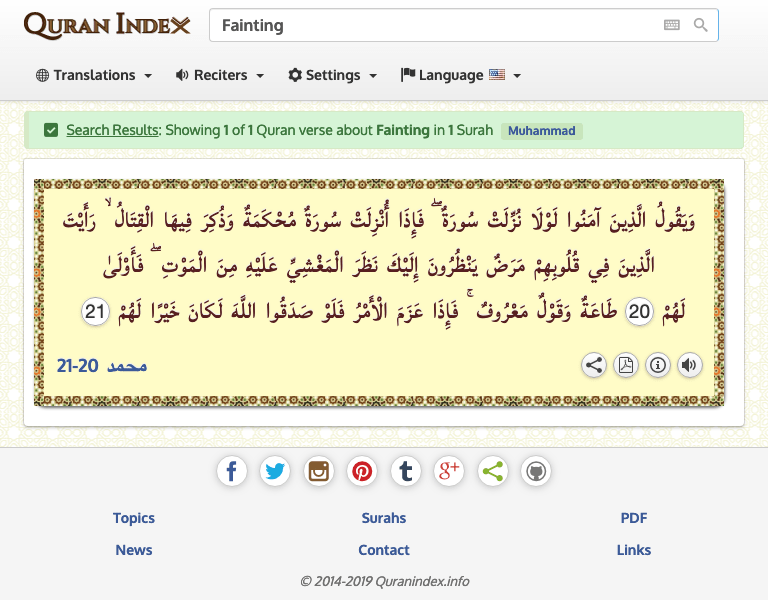 QURAN INDEX
Fainting
Translations Reciters Settings Language
Search Results: Showing 1 of 1 Quran verse about Fainting in 1 Surah Muhammad
وَيَقُولُ الَّذِينَ آمَنُوا لَوْلَا نُزِّلَتْ سُورَةٌ ۖ فَإِذَا أُنْزِلَتْ سُورَةٌ مُحْكَمَةٌ وَذُكِرَ فِيهَا الْقِتَالُ ۙ رَأَيْتَ
الَّذِينَ فِي قُلُوبِهِمْ مَرَضٌ يَنْظُرُونَ إِلَيْكَ نَظَرَ الْمَغْشِيِّ عَلَيْهِ مِنَ الْمَوْتِ ۖ فَأَوْلَىٰ
لَهُمْ 20 طَاعَةٌ وَقَوْلٌ مَعْرُوفٌ ۚ فَإِذَا عَزَمَ الْأَمْرُ فَلَوْ صَدَقُوا اللَّهَ لَكَانَ خَيْرًا لَهُمْ 21
محمد 20-21
Topics Surahs PDF
News Contact Links
© 2014-2019 Quranindex.info